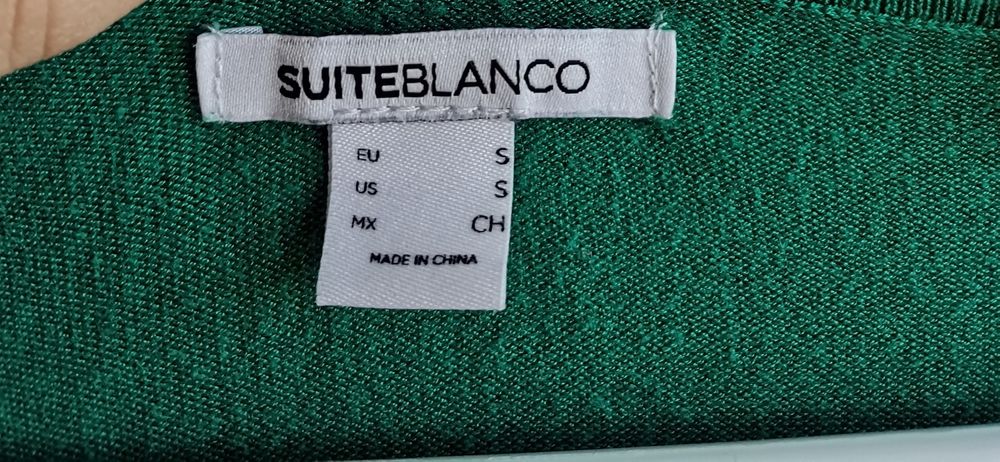 SUITEBLANCO
EU S
US S
MX CH
MADE IN CHINA